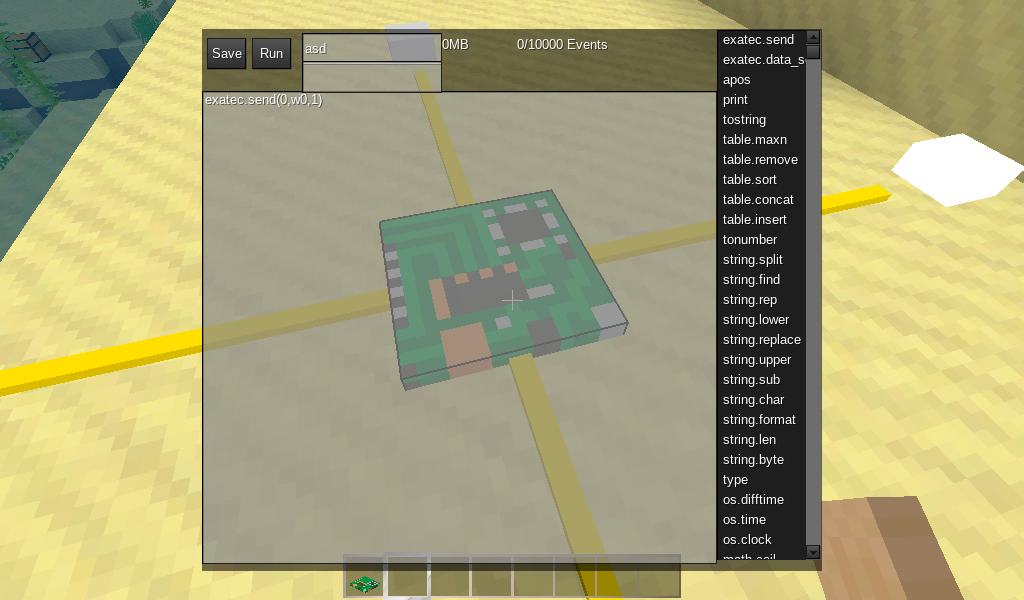 Save
Run
asd
0MB
0/10000 Events
exatec.send(0,w0,1)
exatec.send
exatec.data_s
apos
print
tostring
table.maxn
table.remove
table.sort
table.concat
table.insert
tonumber
string.split
string.find
string.rep
string.lower
string.replace
string.upper
string.sub
string.char
string.format
string.len
string.byte
type
os.difftime
os.time
os.clock
math.ceil